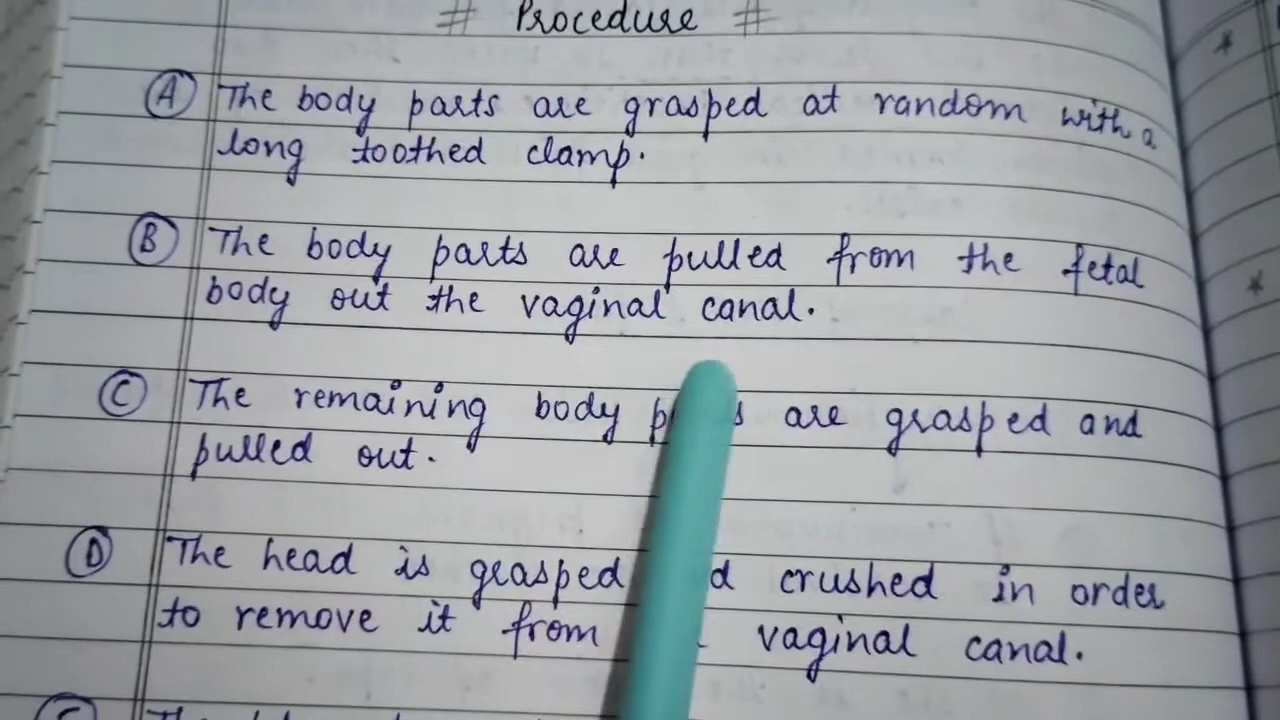 # Procedure #
A The body parts are grasped at random with a
long toothed clamp.
B The body parts are pulled from the fetal
body out the vaginal canal.
C The remaining body are grasped and
pulled out.
D The head is grasped crushed in order
to remove it from vaginal canal.